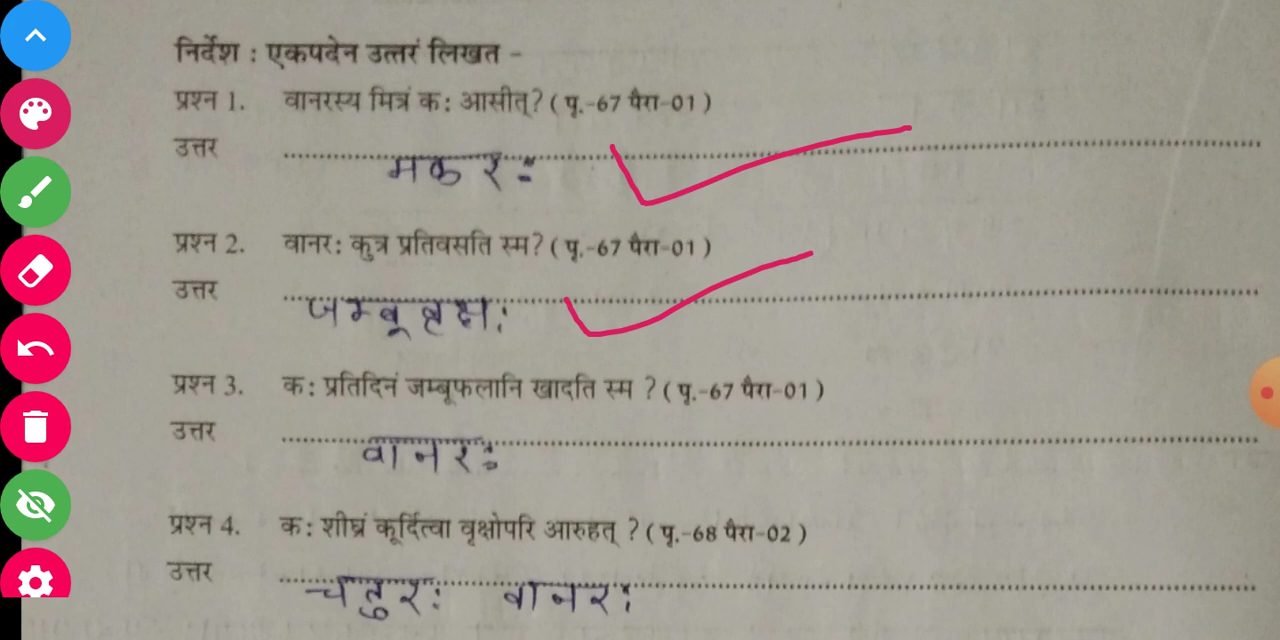 निर्देश : एकपदेन उत्तरं लिखत -
प्रश्न 1. वानरस्य मित्रं क: आसीत्? ( पृ.-67 पैरा-01 )
उत्तर मकरः
प्रश्न 2. वानर: कुत्र प्रतिवसति स्म? ( पृ.-67 पैरा-01 )
उत्तर जम्बू वृक्षः
प्रश्न 3. क: प्रतिदिनं जम्बूफलानि खादति स्म ? ( पृ.-67 पैरा-01 )
उत्तर वानरः
प्रश्न 4. क: शीघ्रं कूर्दित्वा वृक्षोपरि आरुहत् ? ( पृ.-68 पैरा-02 )
उत्तर चतुरः वानरः